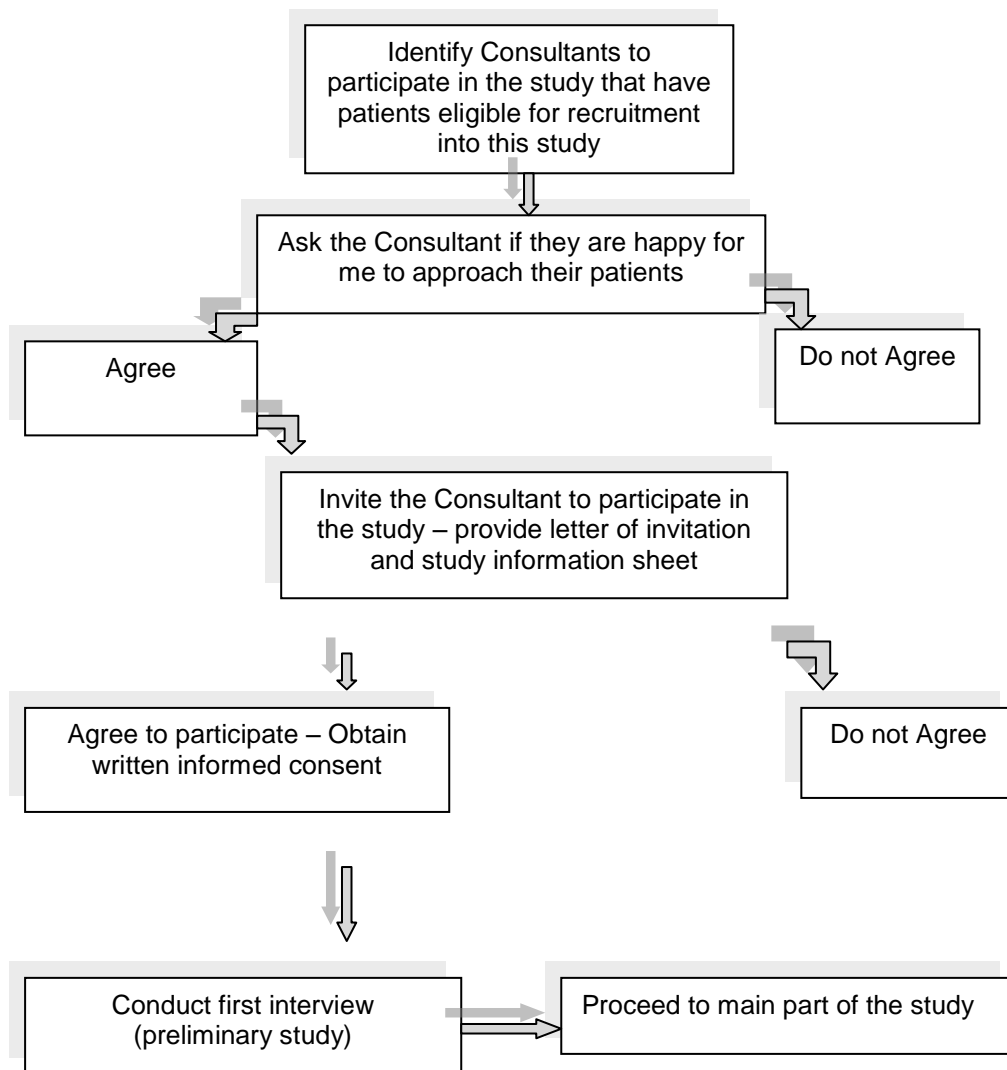 Identify Consultants to
participate in the study that have
patients eligible for recruitment
into this study
Ask the Consultant if they are happy for
me to approach their patients
Agree
Do not Agree
Invite the Consultant to participate in
the study – provide letter of invitation
and study information sheet
Agree to participate – Obtain
written informed consent
Do not Agree
Conduct first interview
(preliminary study)
Proceed to main part of the study